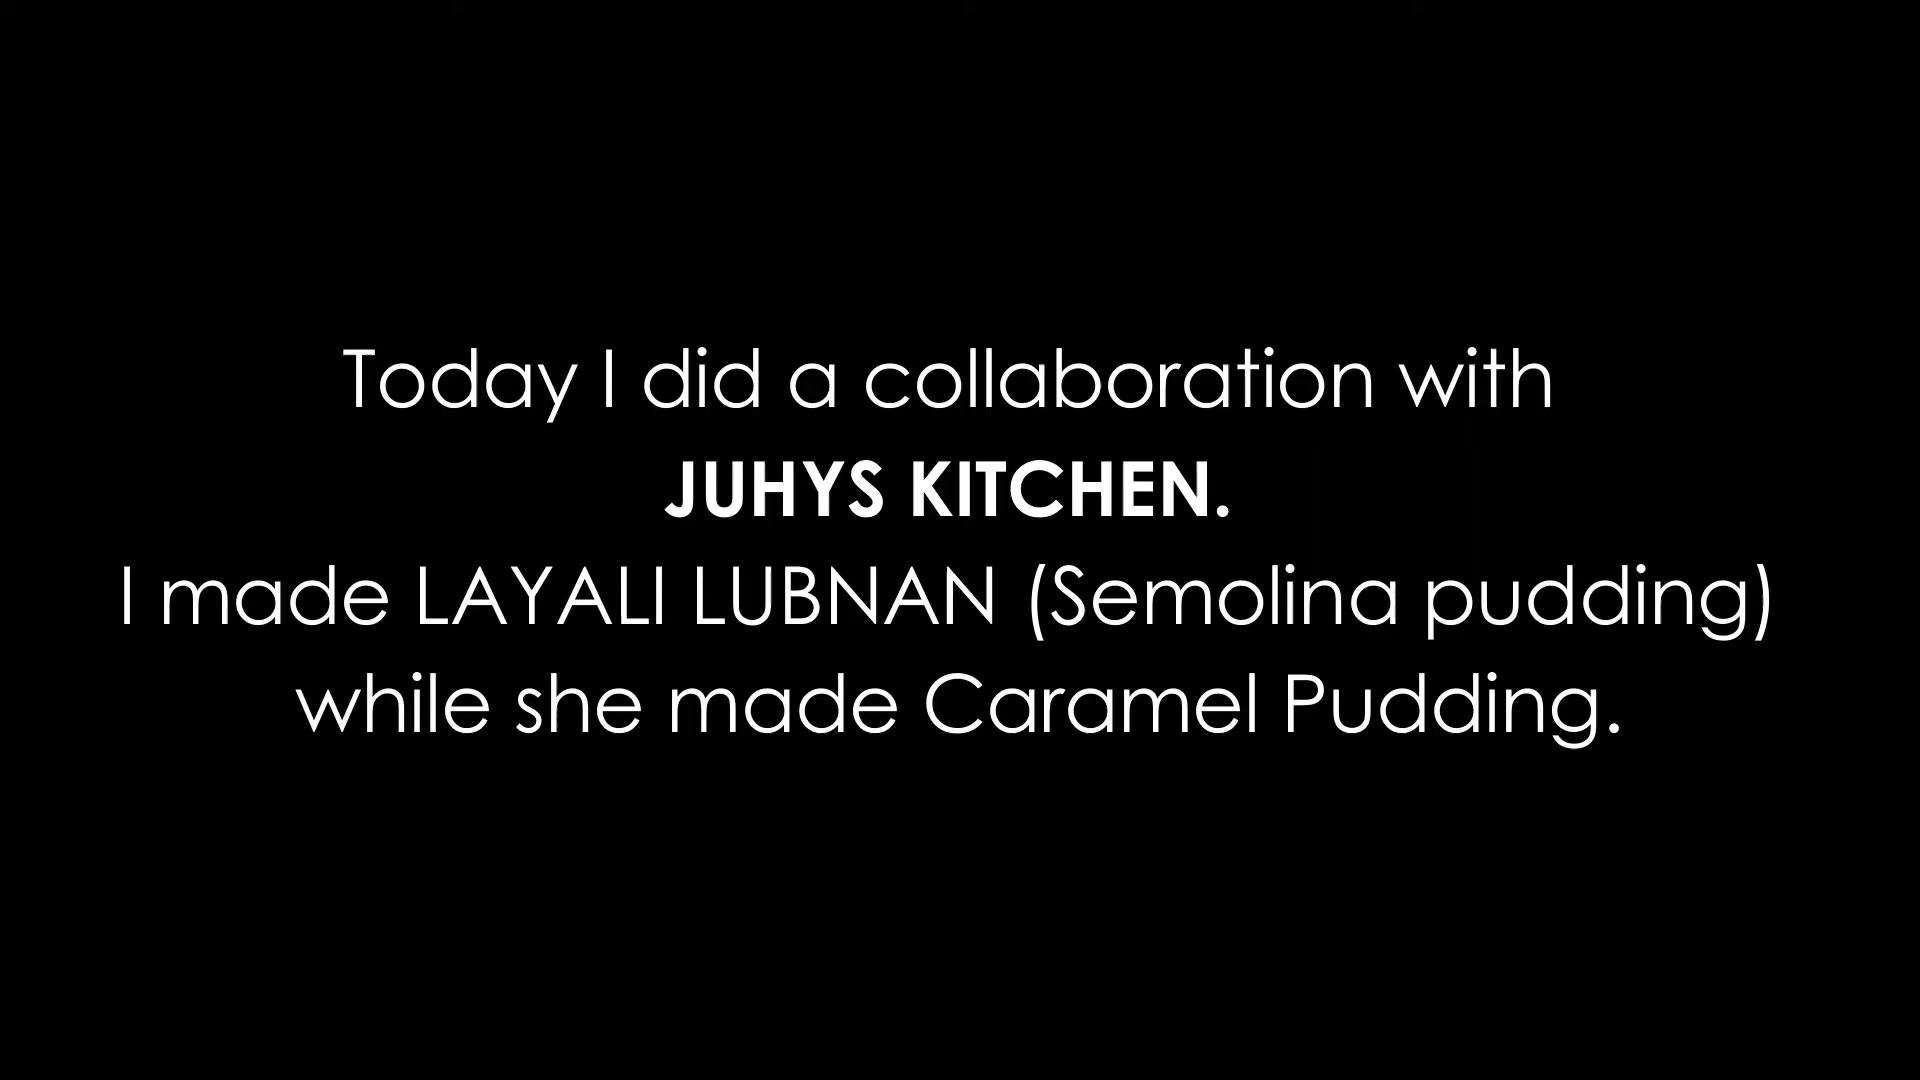 Today I did a collaboration with
JUHYS KITCHEN.
I made LAYALI LUBNAN (Semolina pudding)
while she made Caramel Pudding.